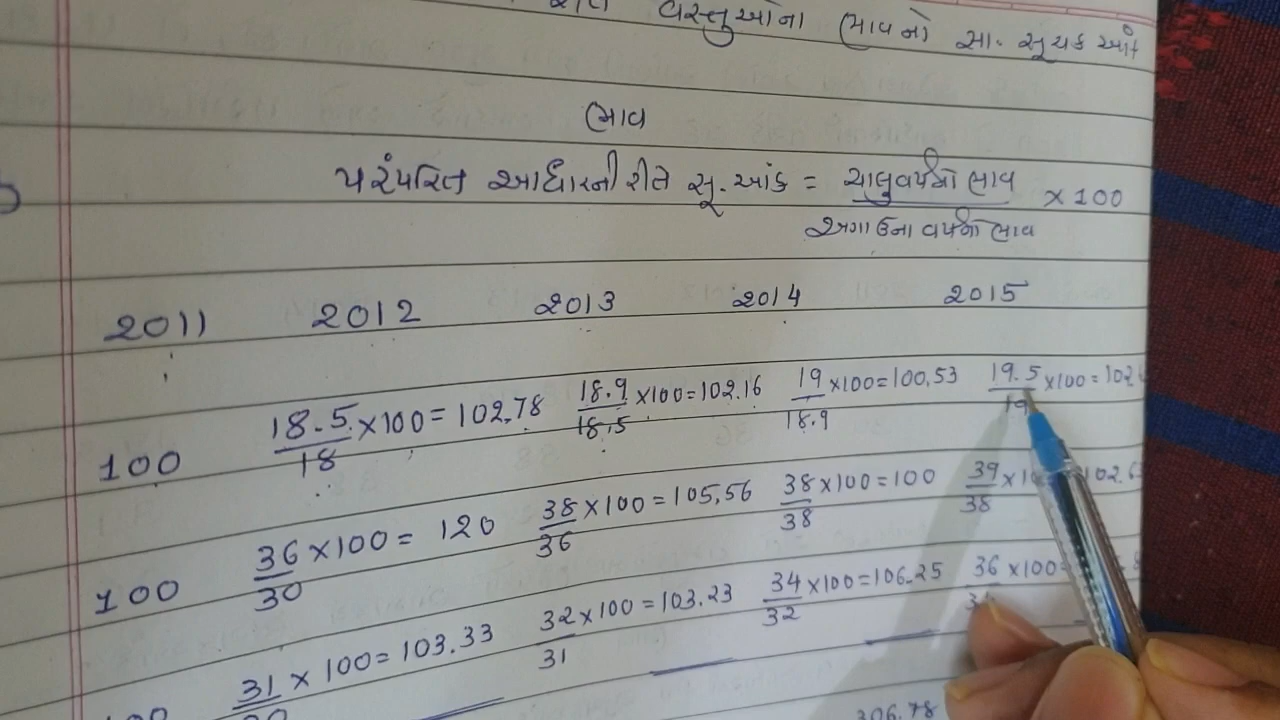 વસ્તુઓના ભાવનો સા. સૂચક આંક
ભાવ
પરંપરિત આધારની રીતે સૂ. આંક = ચાલુવર્ષનો ભાવ / અગાઉના વર્ષનો ભાવ × 100
2011 2012 2013 2014 2015
100 18.5/18 ×100 = 102.78 18.9/18.5 ×100=102.16 19/18.9 ×100=100.53 19.5/19 ×100=102.
100 36/30 ×100 = 120 38/36 ×100 = 105.56 38/38 ×100 = 100 39/38 × 102.6
31 × 100 = 103.33 32/31 ×100 = 103.23 34/32 ×100=106.25 36 ×100=
306.78